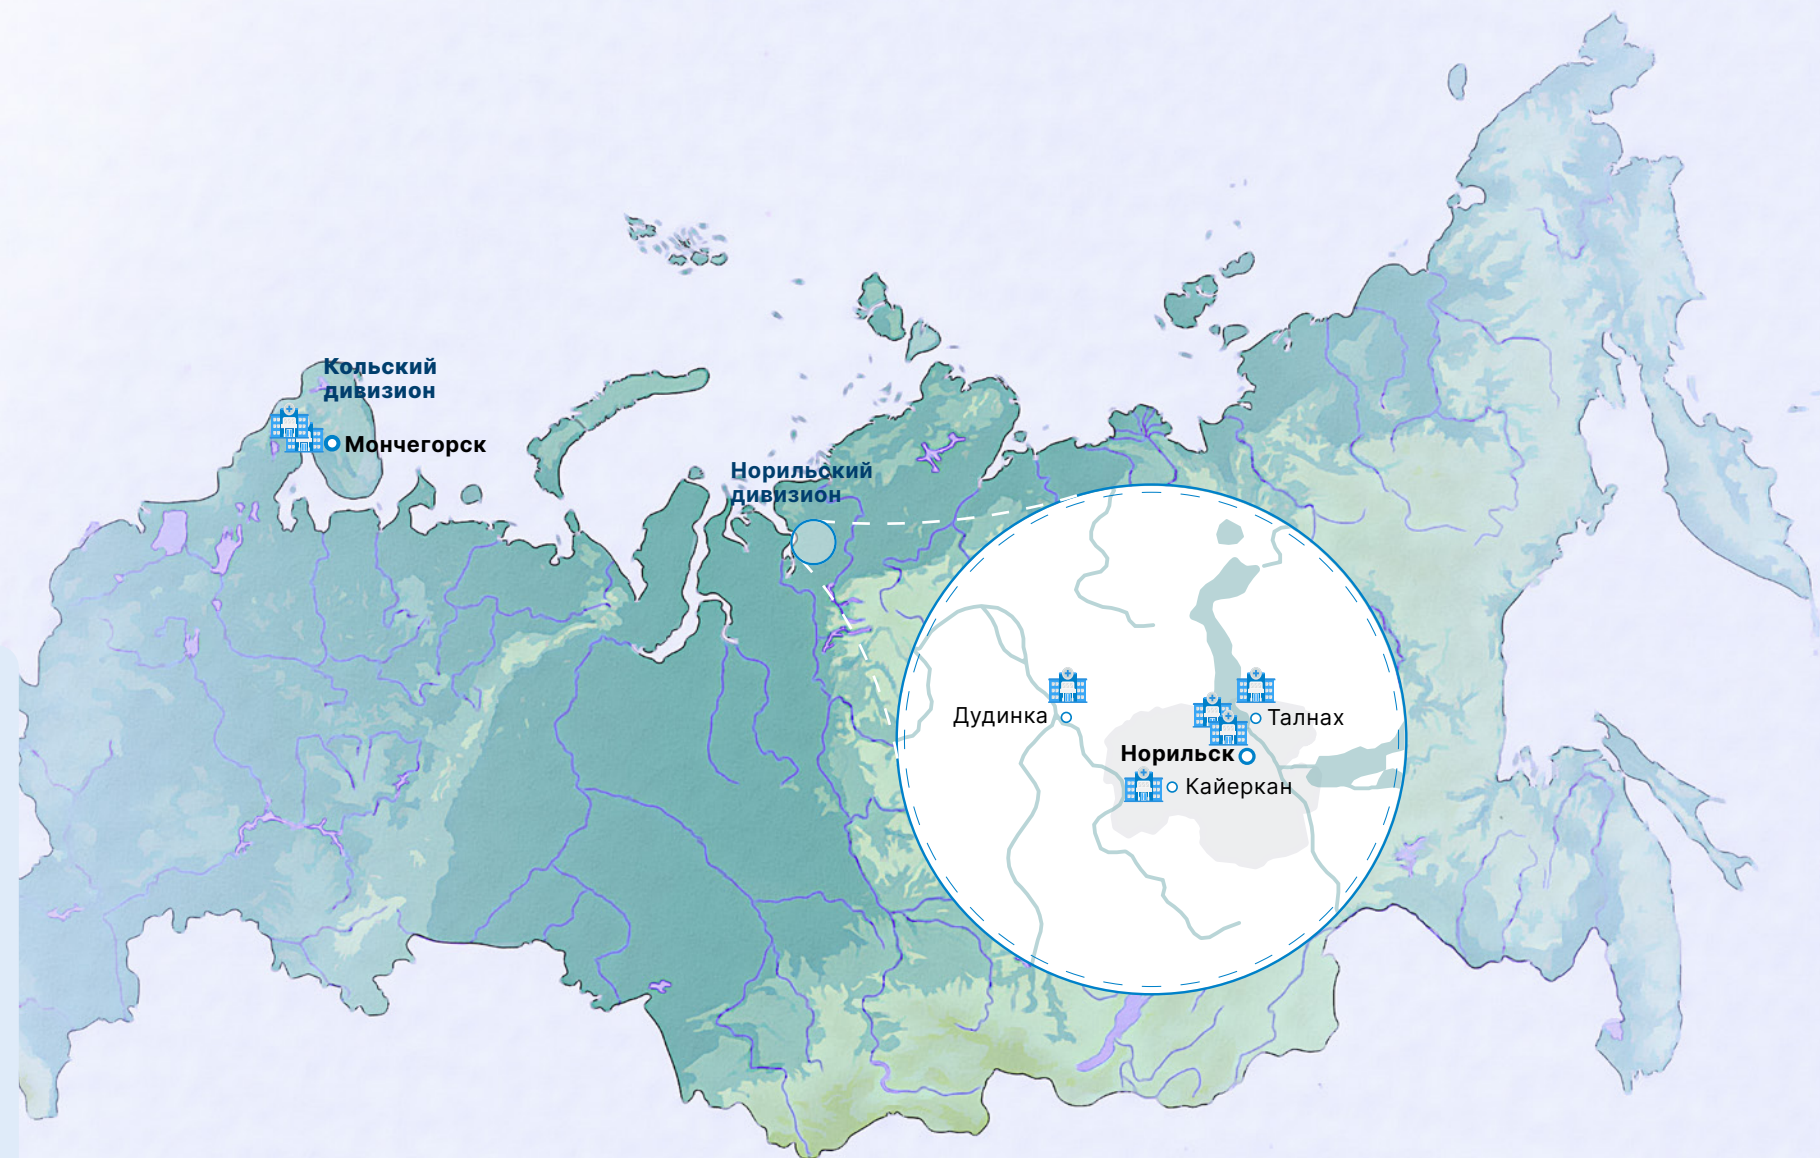 Кольский
дивизион
Мончегорск
Норильский
дивизион
Дудинка
Талнах
Норильск
Кайеркан